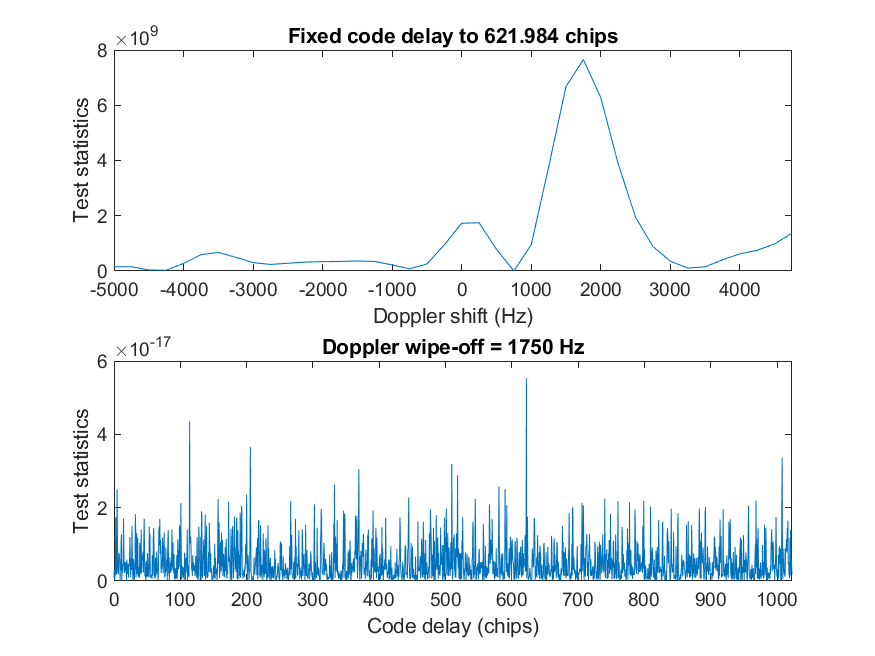 ×10^9
Fixed code delay to 621.984 chips
8
6
4
2
0
Test statistics
-5000 -4000 -3000 -2000 -1000 0 1000 2000 3000 4000
Doppler shift (Hz)
×10^-17
Doppler wipe-off = 1750 Hz
6
4
2
0
Test statistics
0 100 200 300 400 500 600 700 800 900 1000
Code delay (chips)